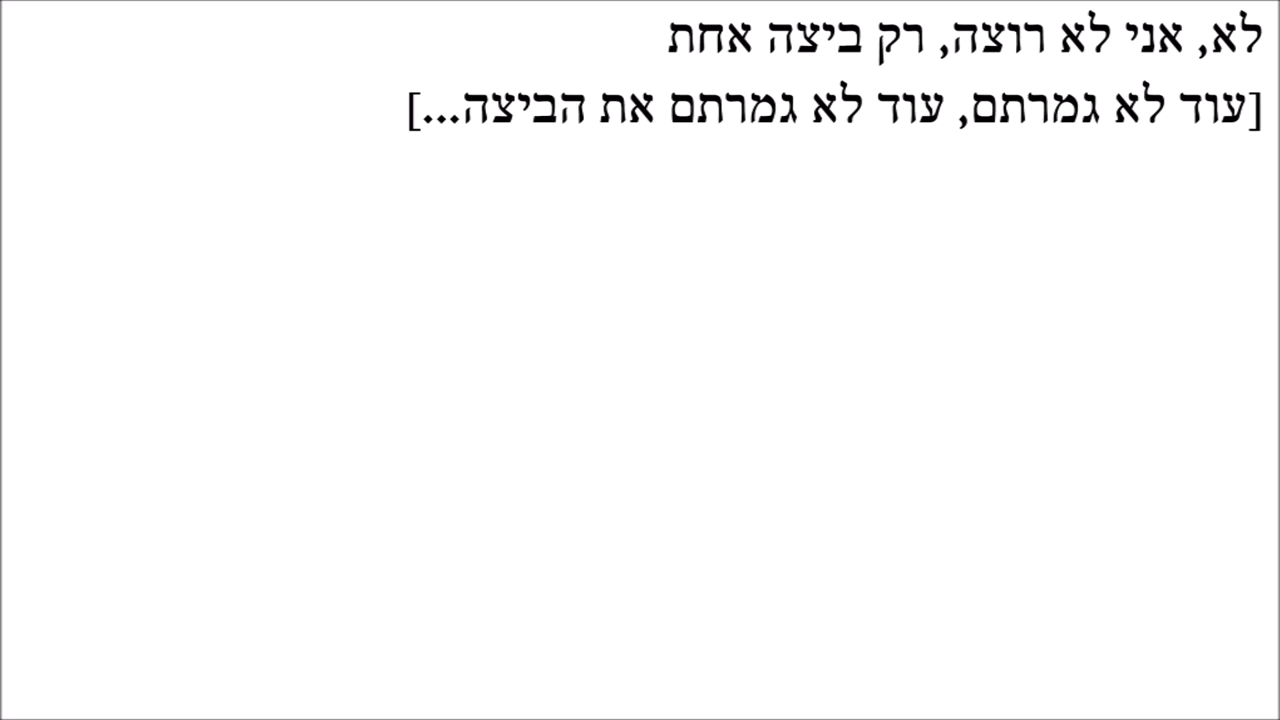 לא, אני לא רוצה, רק ביצה אחת
[עוד לא גמרתם, עוד לא גמרתם את הביצה...]